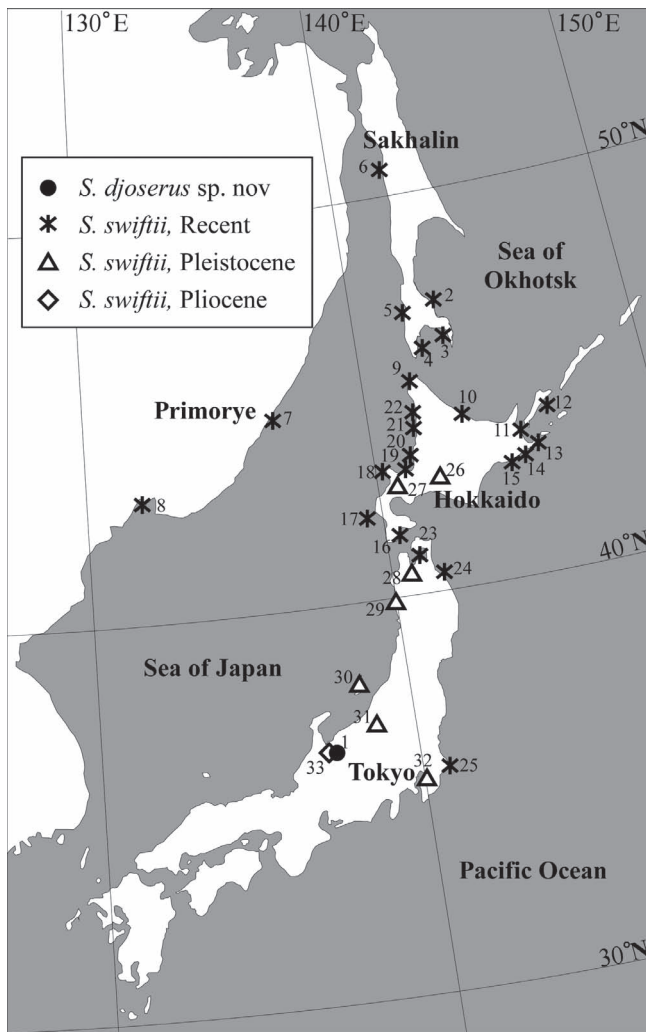 130°E
140°E
150°E
50°N
Sakhalin
6
S. djoserus sp. nov
S. swiftii, Recent
S. swiftii, Pleistocene
S. swiftii, Pliocene
Sea of
Okhotsk
2
5
3
4
9
12
10
22
Primorye
7
21
11
20
13
19
14
18
26
15
27
8
Hokkaido
17
23
16
40°N
24
28
29
Sea of Japan
30
31
1
33
Tokyo
32
25
Pacific Ocean
30°N